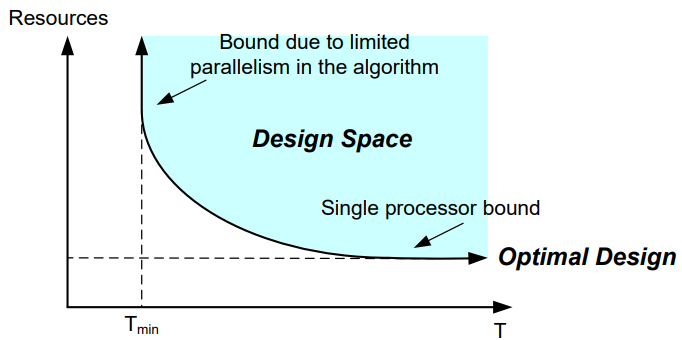 Resources
Bound due to limited
parallelism in the algorithm
Design Space
Single processor bound
Optimal Design
Tmin
T